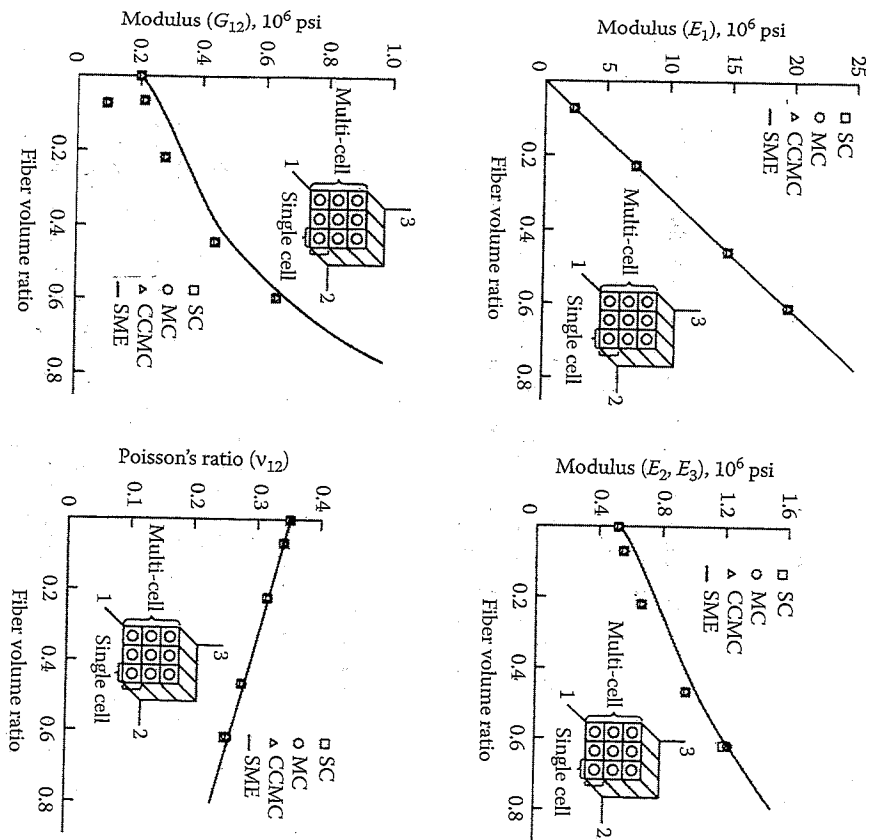 Modulus (E₁), 10⁶ psi
25
20
15
10
5
0
□ SC
○ MC
△ CCMC
— SME
Multi-cell
3
2
1
Single cell
0.2
0.4
0.6
0.8
Fiber volume ratio
Modulus (E₂, E₃), 10⁶ psi
1.6
1.2
0.8
0.4
0
□ SC
○ MC
△ CCMC
— SME
Multi-cell
3
2
1
Single cell
0.2
0.4
0.6
0.8
Fiber volume ratio
Modulus (G₁₂), 10⁶ psi
1.0
0.8
0.6
0.4
0.2
0
Multi-cell
3
2
1
Single cell
□ SC
○ MC
△ CCMC
— SME
0.2
0.4
0.6
0.8
Fiber volume ratio
Poisson's ratio (ν₁₂)
0.4
0.3
0.2
0.1
0
Multi-cell
3
2
1
Single cell
□ SC
○ MC
△ CCMC
— SME
0.2
0.4
0.6
0.8
Fiber volume ratio